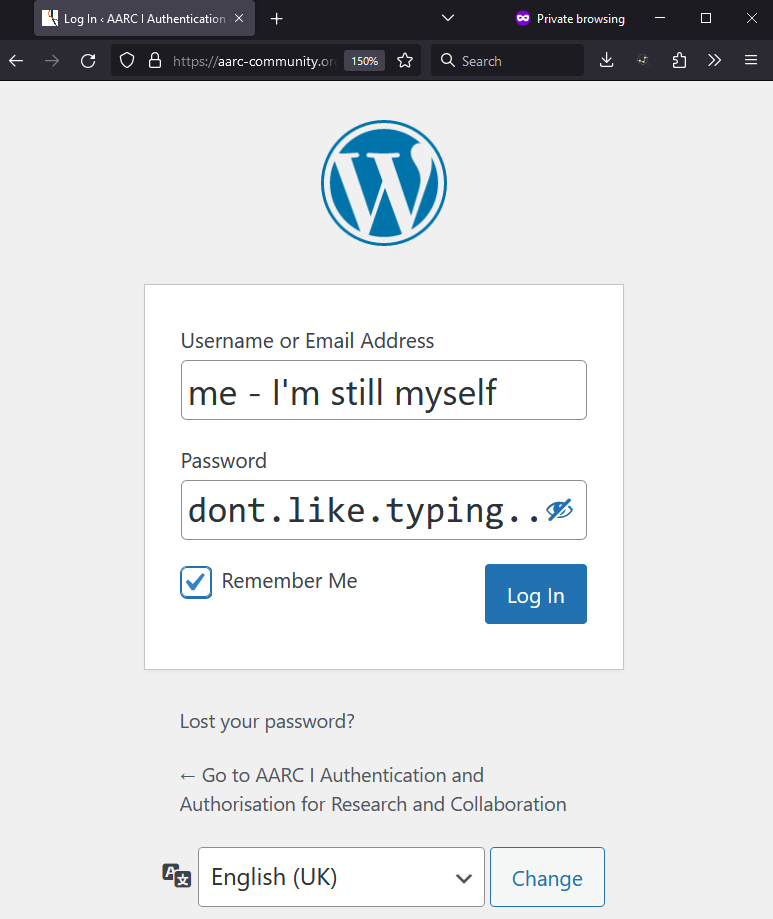 Log In ‹ AARC I Authentication
Private browsing
https://aarc-community.or
150%
Search
Username or Email Address
me - I'm still myself
Password
dont.like.typing..
Remember Me
Log In
Lost your password?
← Go to AARC I Authentication and
Authorisation for Research and Collaboration
English (UK)
Change